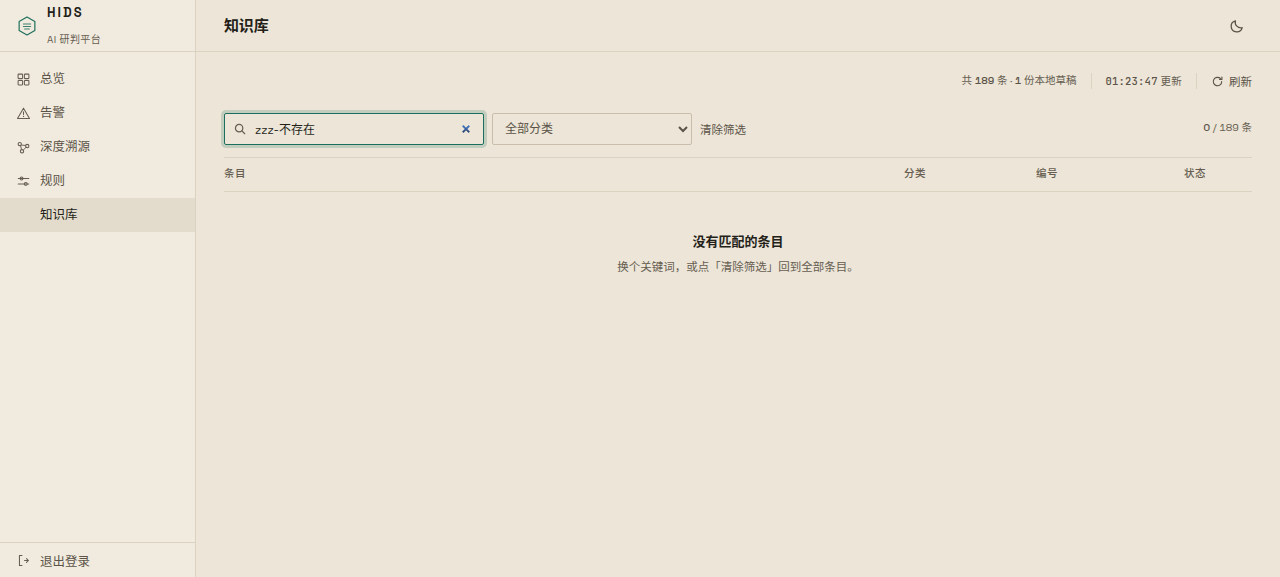 HIDS
AI 研判平台
总览
告警
深度溯源
规则
知识库
退出登录
知识库
共 189 条 · 1 份本地草稿
01:23:47 更新
刷新
zzz-不存在
全部分类
清除筛选
0 / 189 条
条目 分类 编号 状态
没有匹配的条目
换个关键词，或点「清除筛选」回到全部条目。